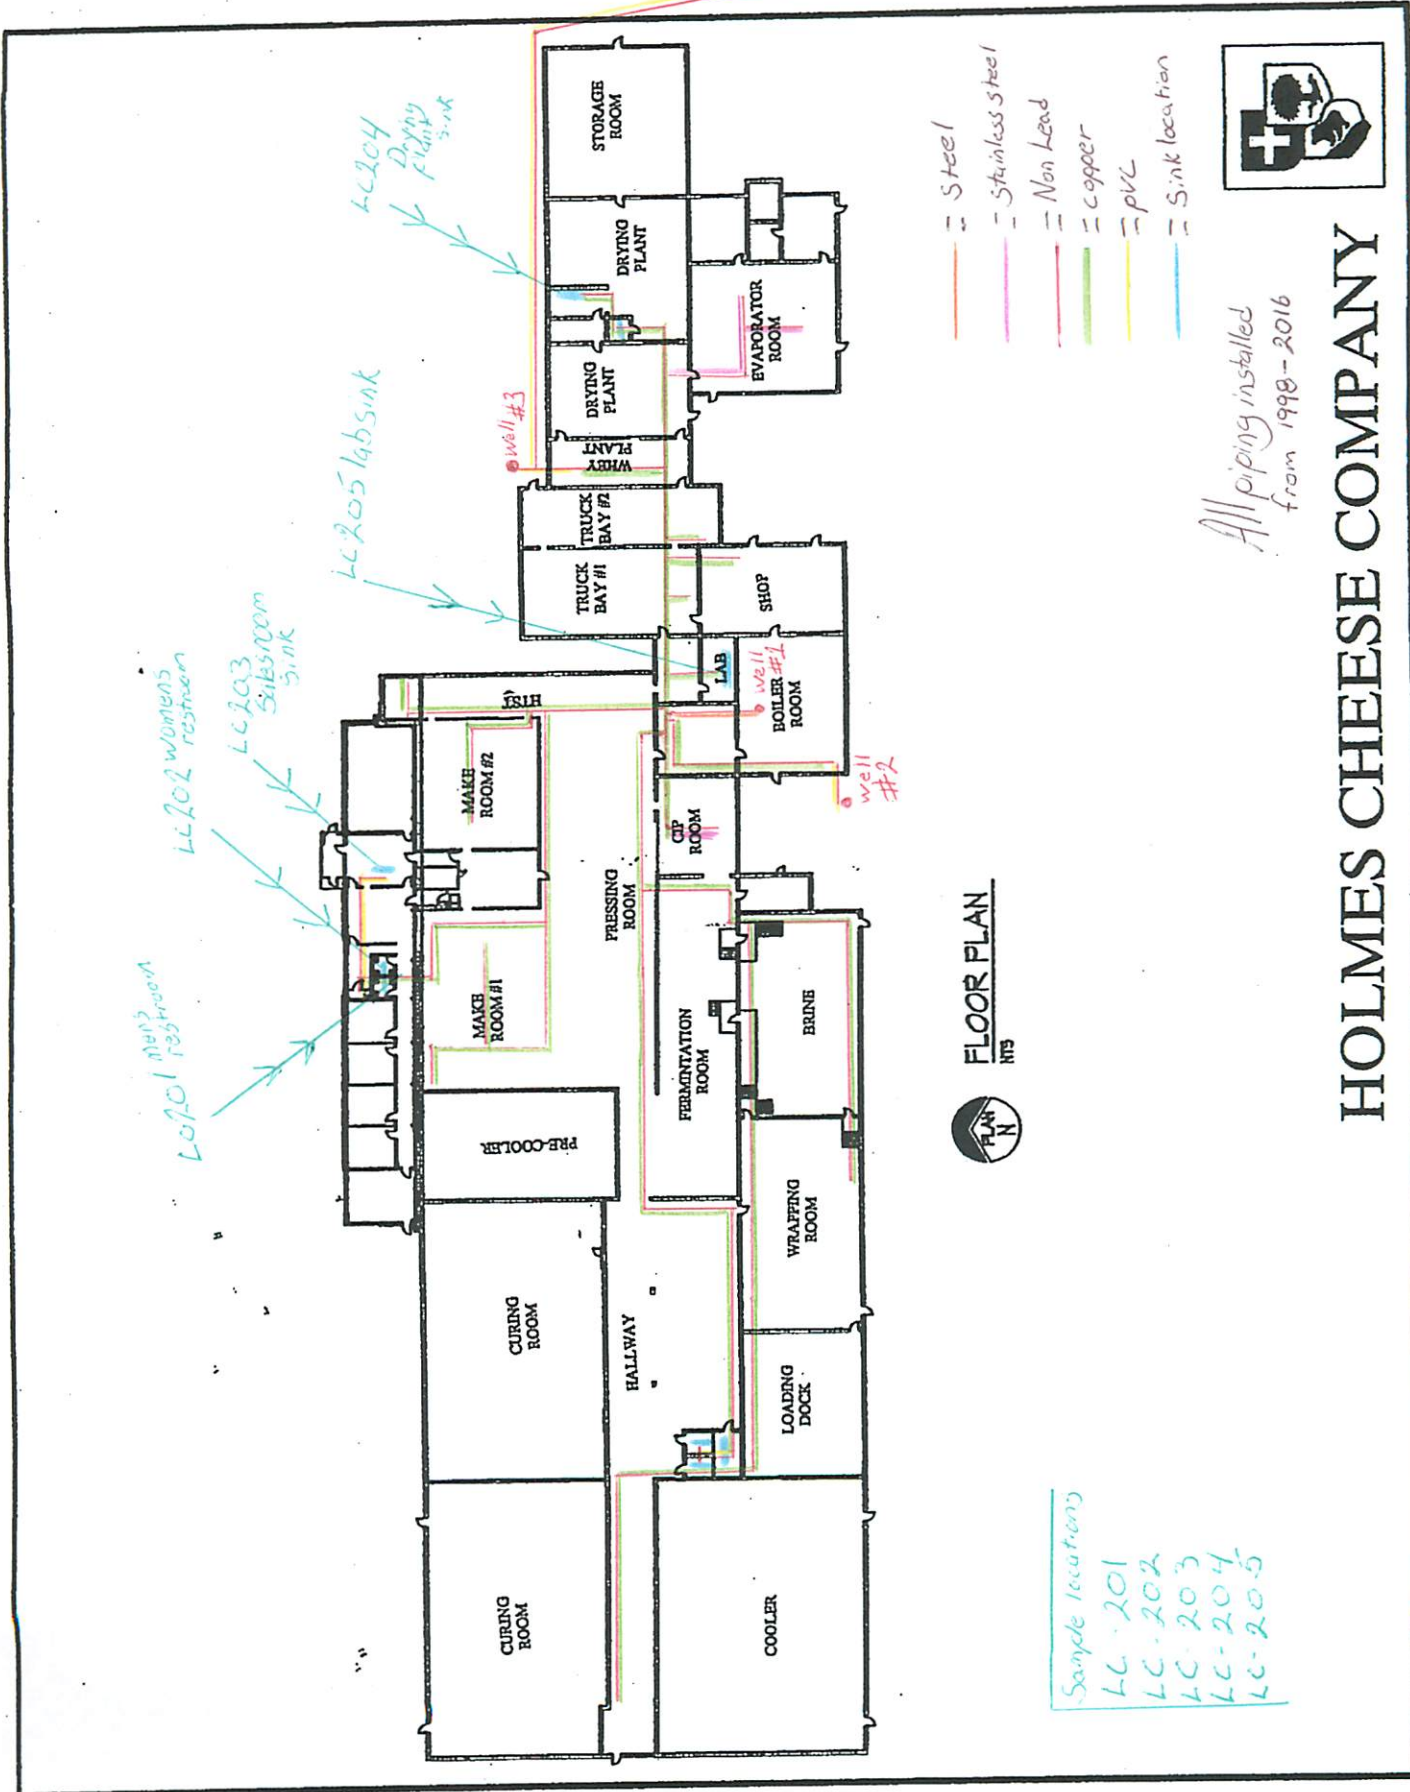 LC201 Mens
restroom
LC202 womens
restroom
LC203
Salesroom
Sink
LC205 lab sink
LC204
Drying
Plant
Sink
CURING
ROOM
CURING
ROOM
PRE-COOLER
MAKE
ROOM #1
MAKE
ROOM #2
HTST
HALLWAY
PRESSING
ROOM
COOLER
LOADING
DOCK
WRAPPING
ROOM
FERMINTATION
ROOM
BRINE
CIP
ROOM
LAB
BOILER
ROOM
SHOP
TRUCK
BAY #1
TRUCK
BAY #2
WHEY
PLANT
DRYING
PLANT
DRYING
PLANT
STORAGE
ROOM
EVAPORATOR
ROOM
Well
#3
Well
#1
Well
#2
PLAN
N
FLOOR PLAN
NTS
Sample locations
LC-201
LC-202
LC-203
LC-204
LC-205
= Steel
= Stainless steel
= Non Lead
= copper
= pvc
= Sink location
All piping installed
from 1998-2016
HOLMES CHEESE COMPANY